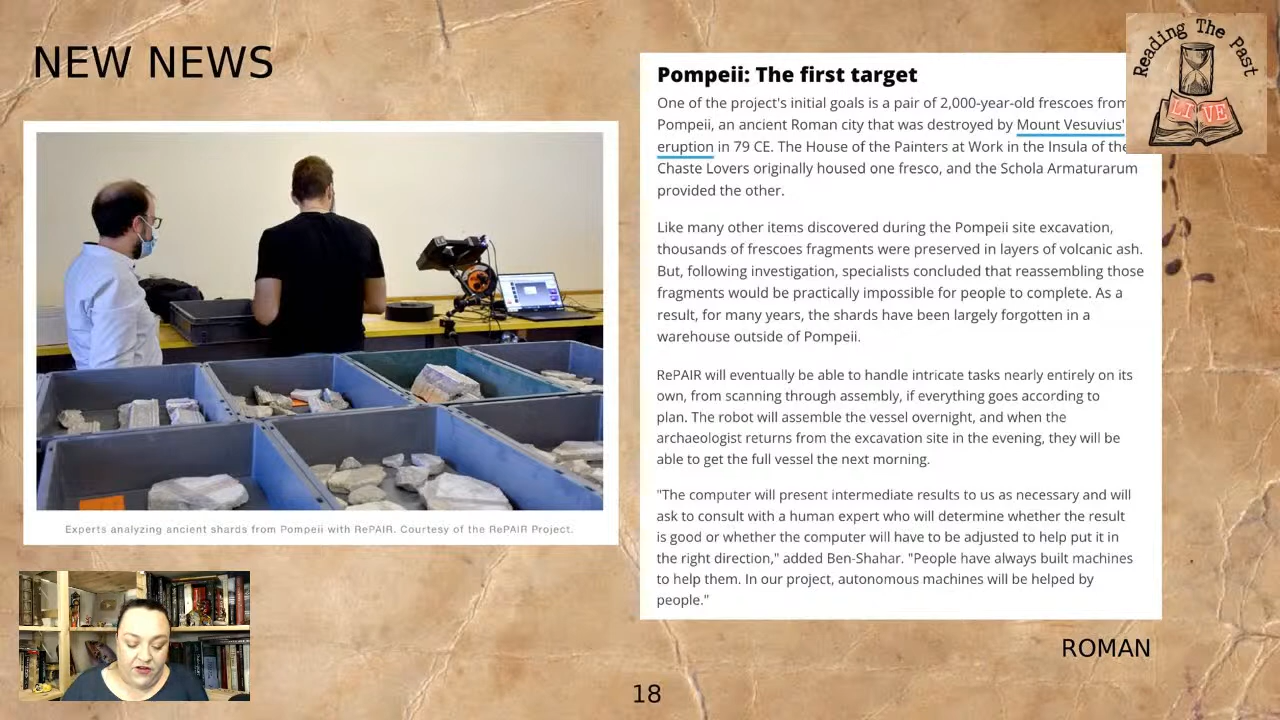 NEW NEWS
Reading The Past
LIVE
Pompeii: The first target
One of the project's initial goals is a pair of 2,000-year-old frescoes from
Pompeii, an ancient Roman city that was destroyed by Mount Vesuvius'
eruption in 79 CE. The House of the Painters at Work in the Insula of the
Chaste Lovers originally housed one fresco, and the Schola Armaturarum
provided the other.
Like many other items discovered during the Pompeii site excavation,
thousands of frescoes fragments were preserved in layers of volcanic ash.
But, following investigation, specialists concluded that reassembling those
fragments would be practically impossible for people to complete. As a
result, for many years, the shards have been largely forgotten in a
warehouse outside of Pompeii.
RePAIR will eventually be able to handle intricate tasks nearly entirely on its
own, from scanning through assembly, if everything goes according to
plan. The robot will assemble the vessel overnight, and when the
archaeologist returns from the excavation site in the evening, they will be
able to get the full vessel the next morning.
"The computer will present intermediate results to us as necessary and will
ask to consult with a human expert who will determine whether the result
is good or whether the computer will have to be adjusted to help put it in
the right direction," added Ben-Shahar. "People have always built machines
to help them. In our project, autonomous machines will be helped by
people."
Experts analyzing ancient shards from Pompeii with RePAIR. Courtesy of the RePAIR Project.
ROMAN
18